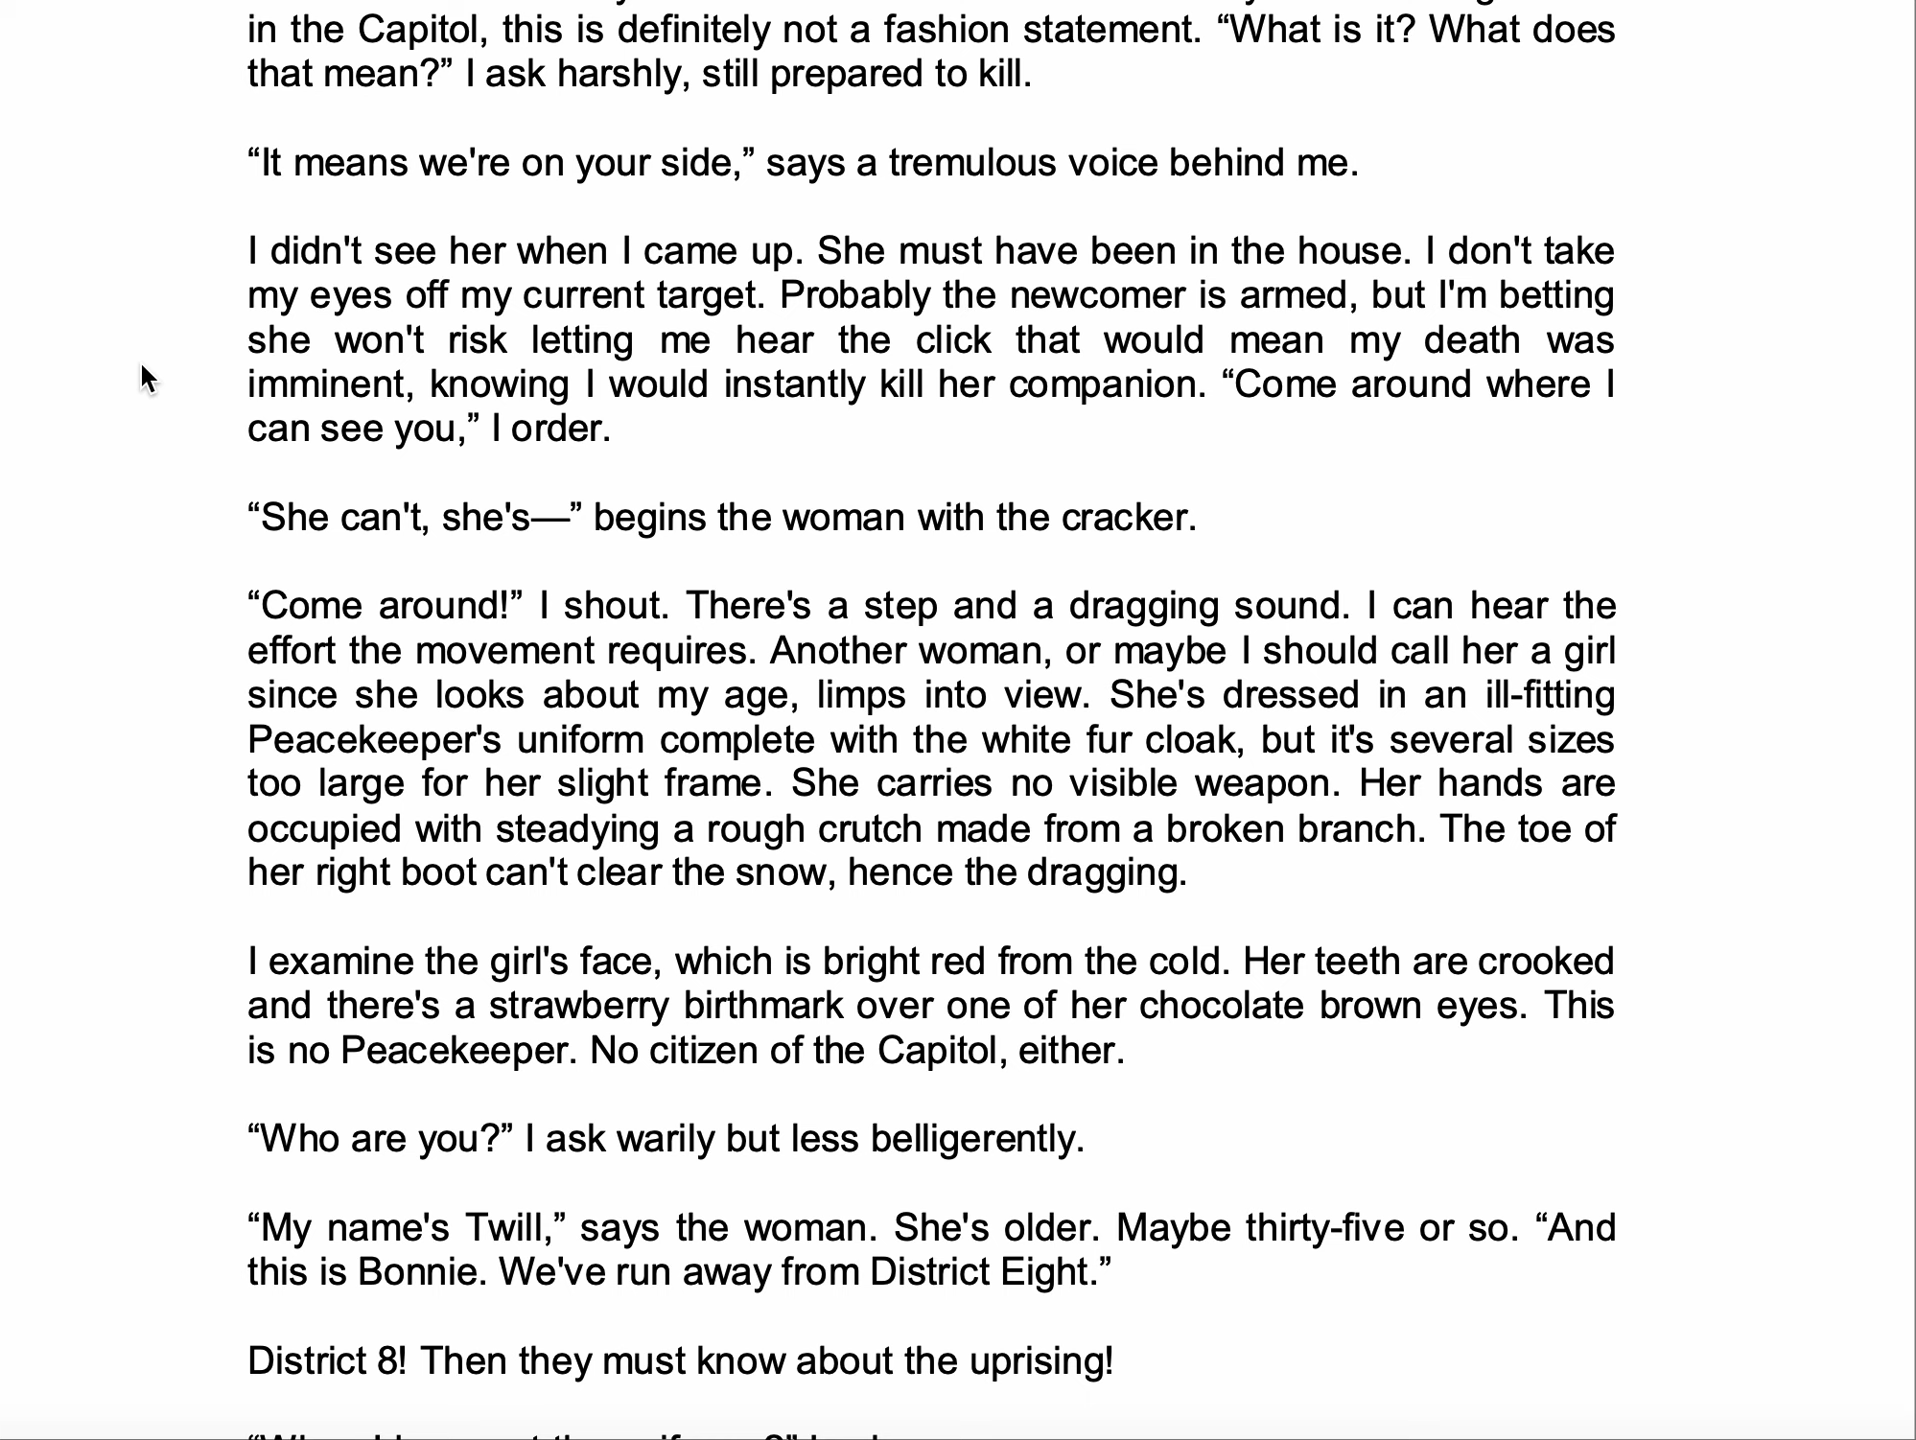 in the Capitol, this is definitely not a fashion statement. “What is it? What does
that mean?” I ask harshly, still prepared to kill.
“It means we're on your side,” says a tremulous voice behind me.
I didn't see her when I came up. She must have been in the house. I don't take
my eyes off my current target. Probably the newcomer is armed, but I'm betting
she won't risk letting me hear the click that would mean my death was
imminent, knowing I would instantly kill her companion. “Come around where I
can see you,” I order.
“She can't, she's—” begins the woman with the cracker.
“Come around!” I shout. There's a step and a dragging sound. I can hear the
effort the movement requires. Another woman, or maybe I should call her a girl
since she looks about my age, limps into view. She's dressed in an ill-fitting
Peacekeeper's uniform complete with the white fur cloak, but it's several sizes
too large for her slight frame. She carries no visible weapon. Her hands are
occupied with steadying a rough crutch made from a broken branch. The toe of
her right boot can't clear the snow, hence the dragging.
I examine the girl's face, which is bright red from the cold. Her teeth are crooked
and there's a strawberry birthmark over one of her chocolate brown eyes. This
is no Peacekeeper. No citizen of the Capitol, either.
“Who are you?” I ask warily but less belligerently.
“My name's Twill,” says the woman. She's older. Maybe thirty-five or so. “And
this is Bonnie. We've run away from District Eight.”
District 8! Then they must know about the uprising!